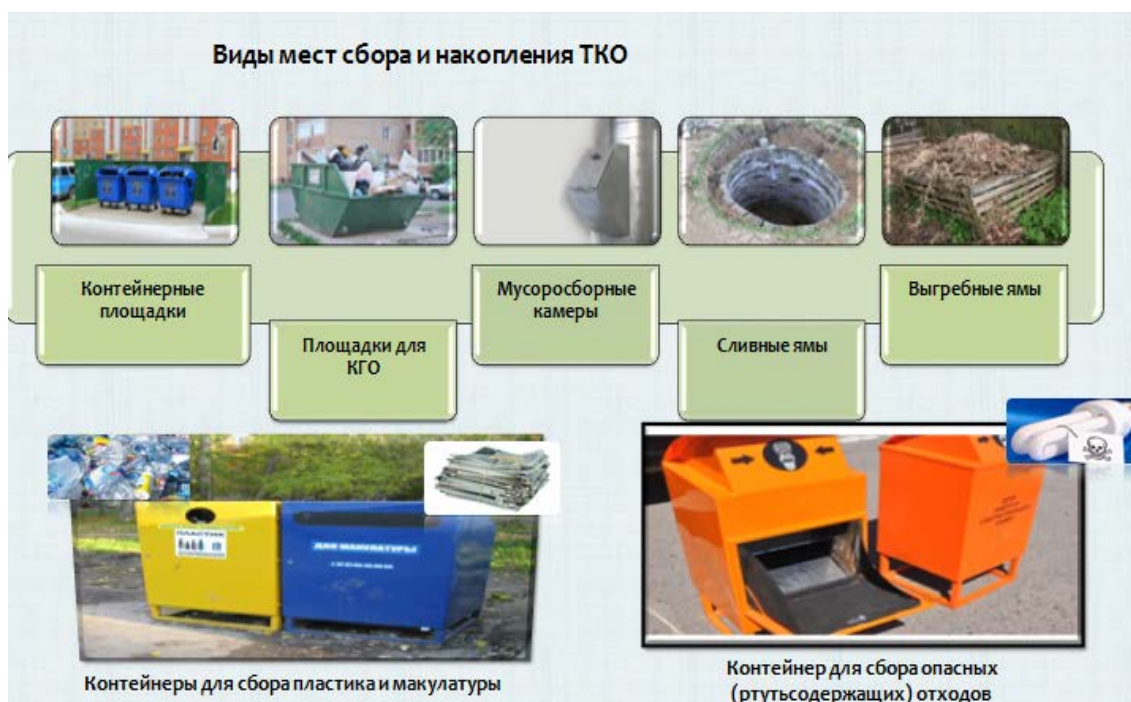 Виды мест сбора и накопления ТКО
Контейнерные
площадки
Площадки для
КГО
Мусоросборные
камеры
Сливные ямы
Выгребные ямы
ПЛАСТИК
ДЛЯ МАКУЛАТУРЫ
Контейнеры для сбора пластика и макулатуры
Контейнер для сбора опасных
(ртутьсодержащих) отходов